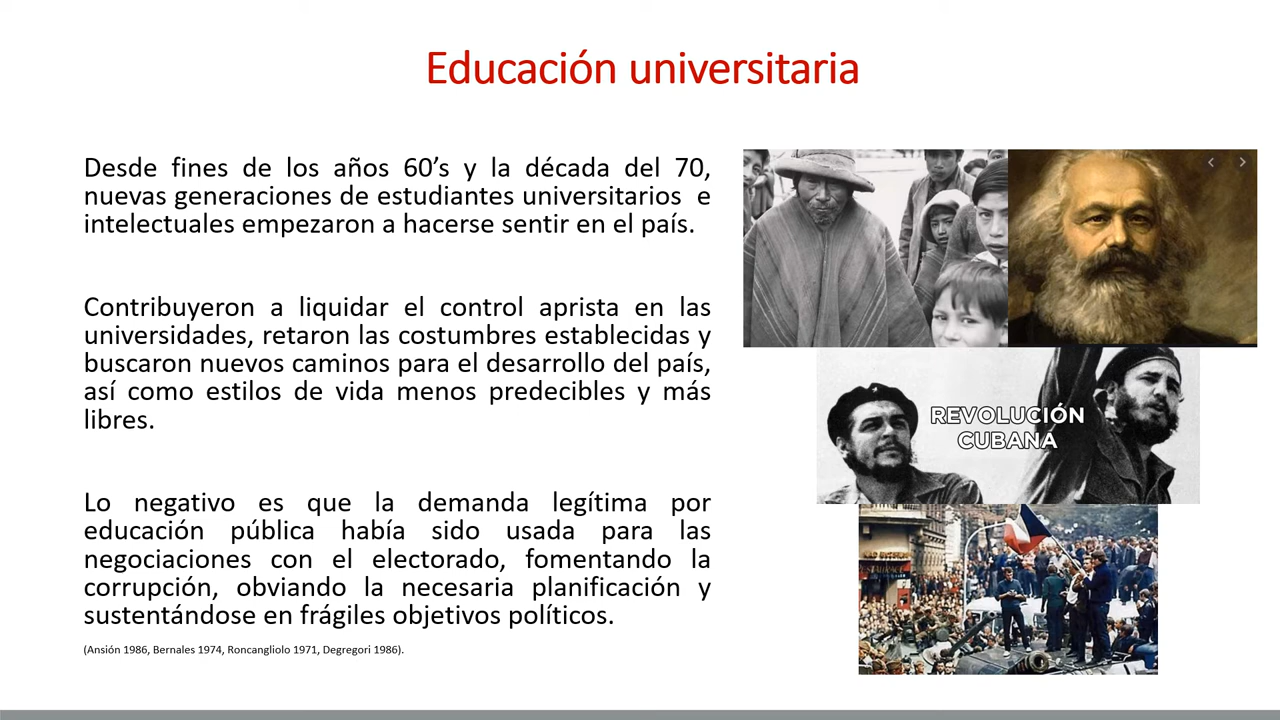 Educación universitaria
Desde fines de los años 60’s y la década del 70,
nuevas generaciones de estudiantes universitarios e
intelectuales empezaron a hacerse sentir en el país.
Contribuyeron a liquidar el control aprista en las
universidades, retaron las costumbres establecidas y
buscaron nuevos caminos para el desarrollo del país,
así como estilos de vida menos predecibles y más
libres.
Lo negativo es que la demanda legítima por
educación pública había sido usada para las
negociaciones con el electorado, fomentando la
corrupción, obviando la necesaria planificación y
sustentándose en frágiles objetivos políticos.
(Ansión 1986, Bernales 1974, Roncangliolo 1971, Degregori 1986).
REVOLUCIÓN
CUBANA